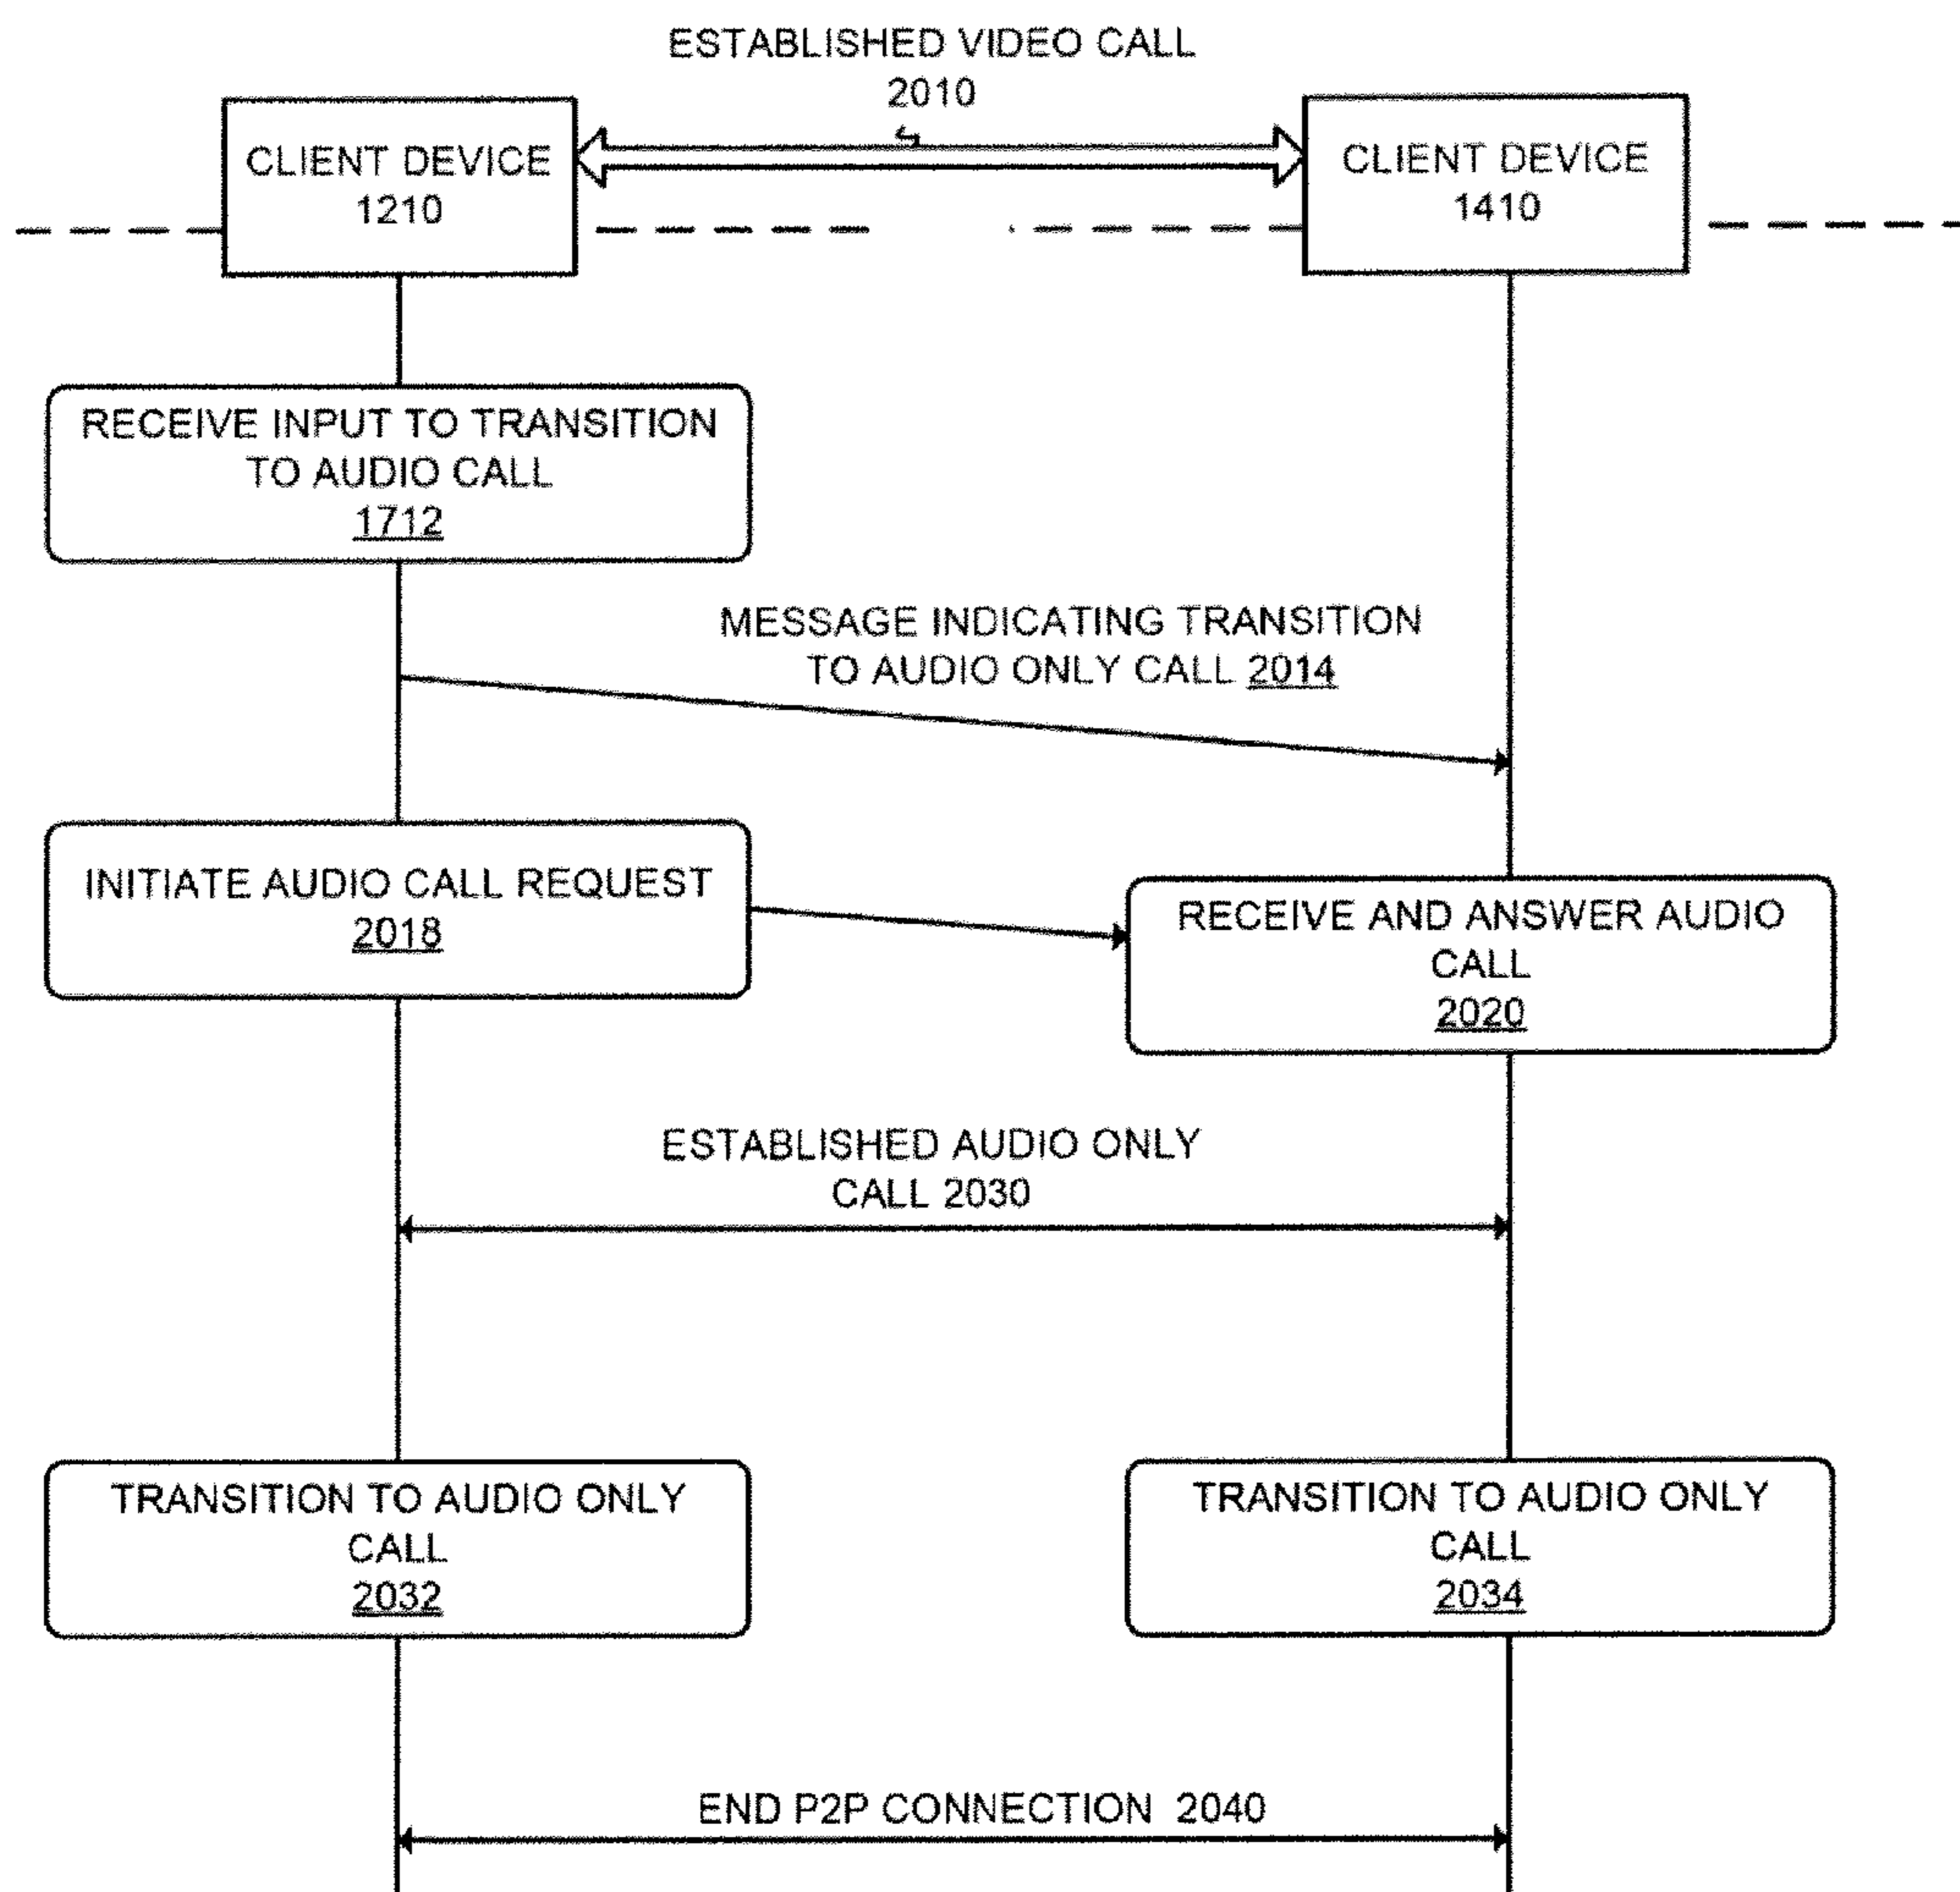 ESTABLISHED VIDEO CALL
2010
CLIENT DEVICE
1210
CLIENT DEVICE
1410
RECEIVE INPUT TO TRANSITION
TO AUDIO CALL
1712
MESSAGE INDICATING TRANSITION
TO AUDIO ONLY CALL 2014
INITIATE AUDIO CALL REQUEST
2018
RECEIVE AND ANSWER AUDIO
CALL
2020
ESTABLISHED AUDIO ONLY
CALL 2030
TRANSITION TO AUDIO ONLY
CALL
2032
TRANSITION TO AUDIO ONLY
CALL
2034
END P2P CONNECTION 2040